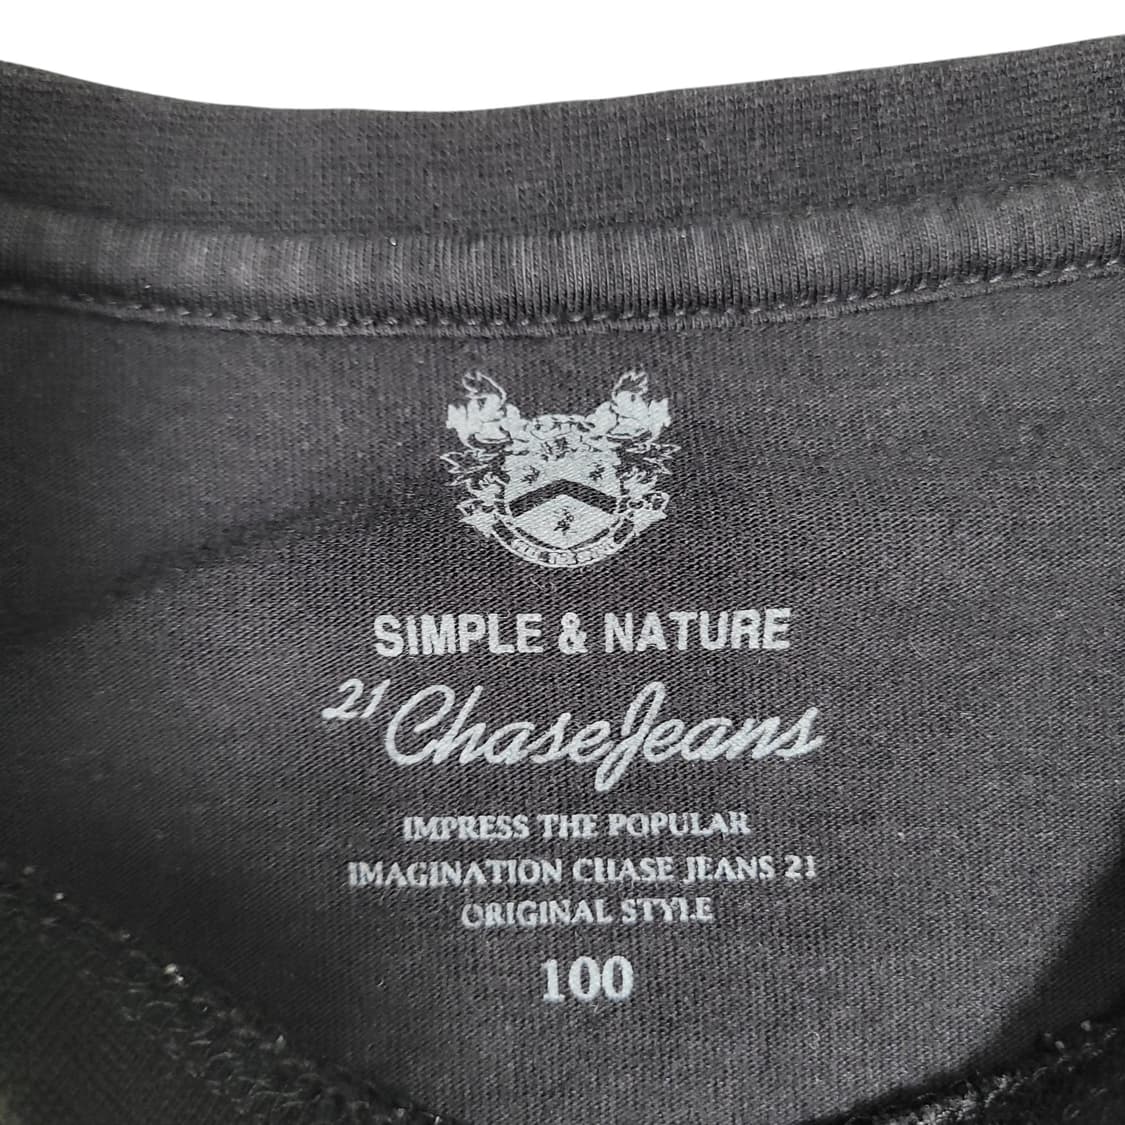 SIMPLE & NATURE
21 ChaseJeans
IMPRESS THE POPULAR
IMAGINATION CHASE JEANS 21
ORIGINAL STYLE
100